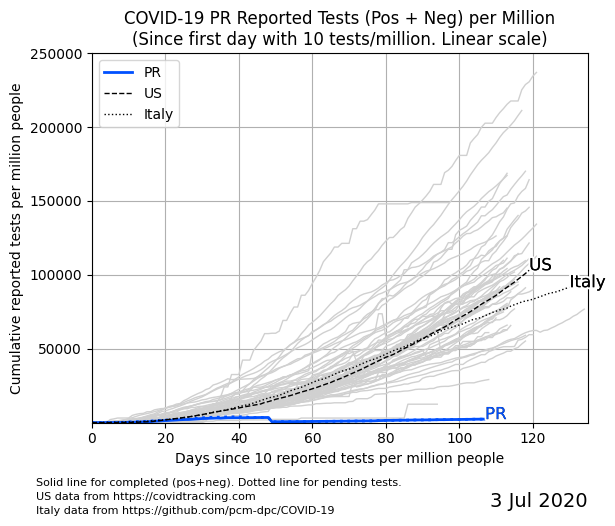 COVID-19 PR Reported Tests (Pos + Neg) per Million
(Since first day with 10 tests/million. Linear scale)
Cumulative reported tests per million people
250000
200000
150000
100000
50000
PR
US
Italy
US
Italy
PR
0 20 40 60 80 100 120
Days since 10 reported tests per million people
Solid line for completed (pos+neg). Dotted line for pending tests.
US data from https://covidtracking.com
Italy data from https://github.com/pcm-dpc/COVID-19
3 Jul 2020